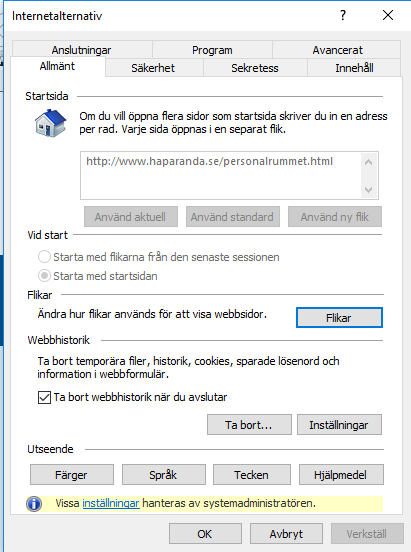 Internetalternativ
Anslutningar Program Avancerat
Allmänt Säkerhet Sekretess Innehåll
Startsida
Om du vill öppna flera sidor som startsida skriver du in en adress
per rad. Varje sida öppnas i en separat flik.
http://www.haparanda.se/personalrummet.html
Använd aktuell Använd standard Använd ny flik
Vid start
Starta med flikarna från den senaste sessionen
Starta med startsidan
Flikar
Ändra hur flikar används för att visa webbsidor. Flikar
Webbhistorik
Ta bort temporära filer, historik, cookies, sparade lösenord och
information i webbformulär.
Ta bort webbhistorik när du avslutar
Ta bort... Inställningar
Utseende
Färger Språk Tecken Hjälpmedel
Vissa inställningar hanteras av systemadministratören.
OK Avbryt Verkställ